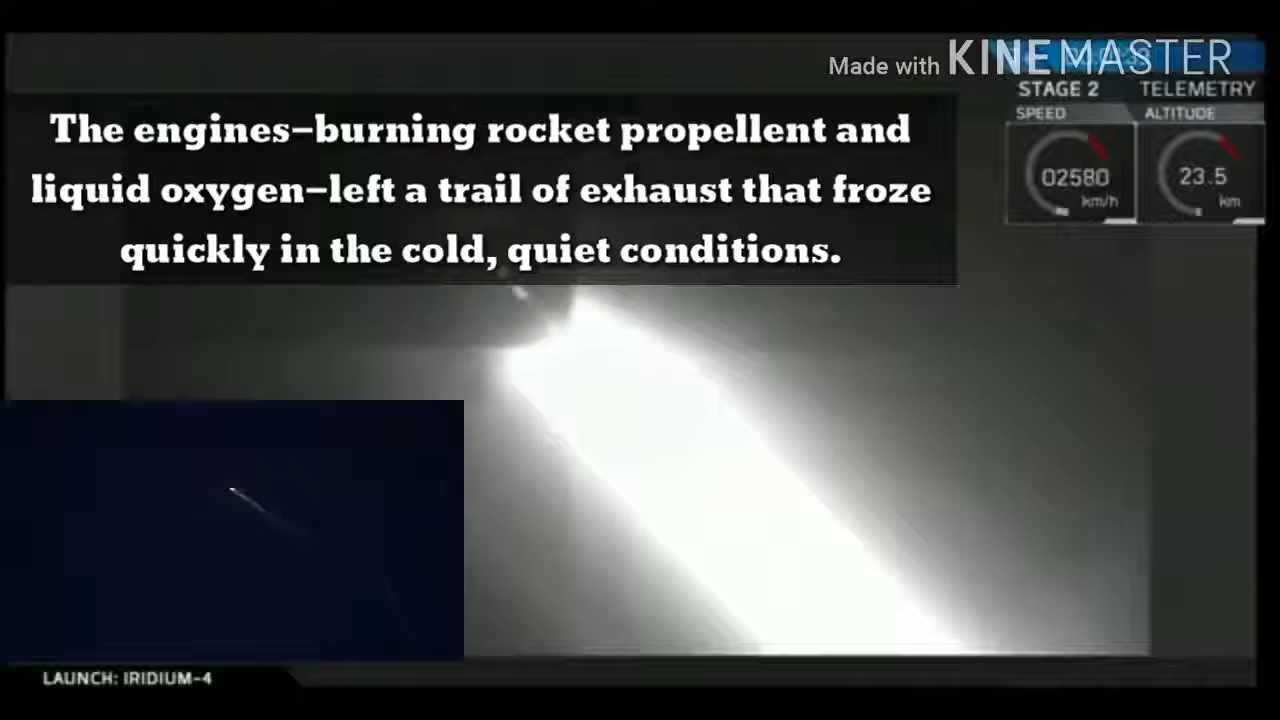 Made with KINEMASTER
STAGE 2 TELEMETRY
SPEED ALTITUDE
02580 23.5
km/h km
The engines—burning rocket propellent and
liquid oxygen—left a trail of exhaust that froze
quickly in the cold, quiet conditions.
LAUNCH: IRIDIUM-4